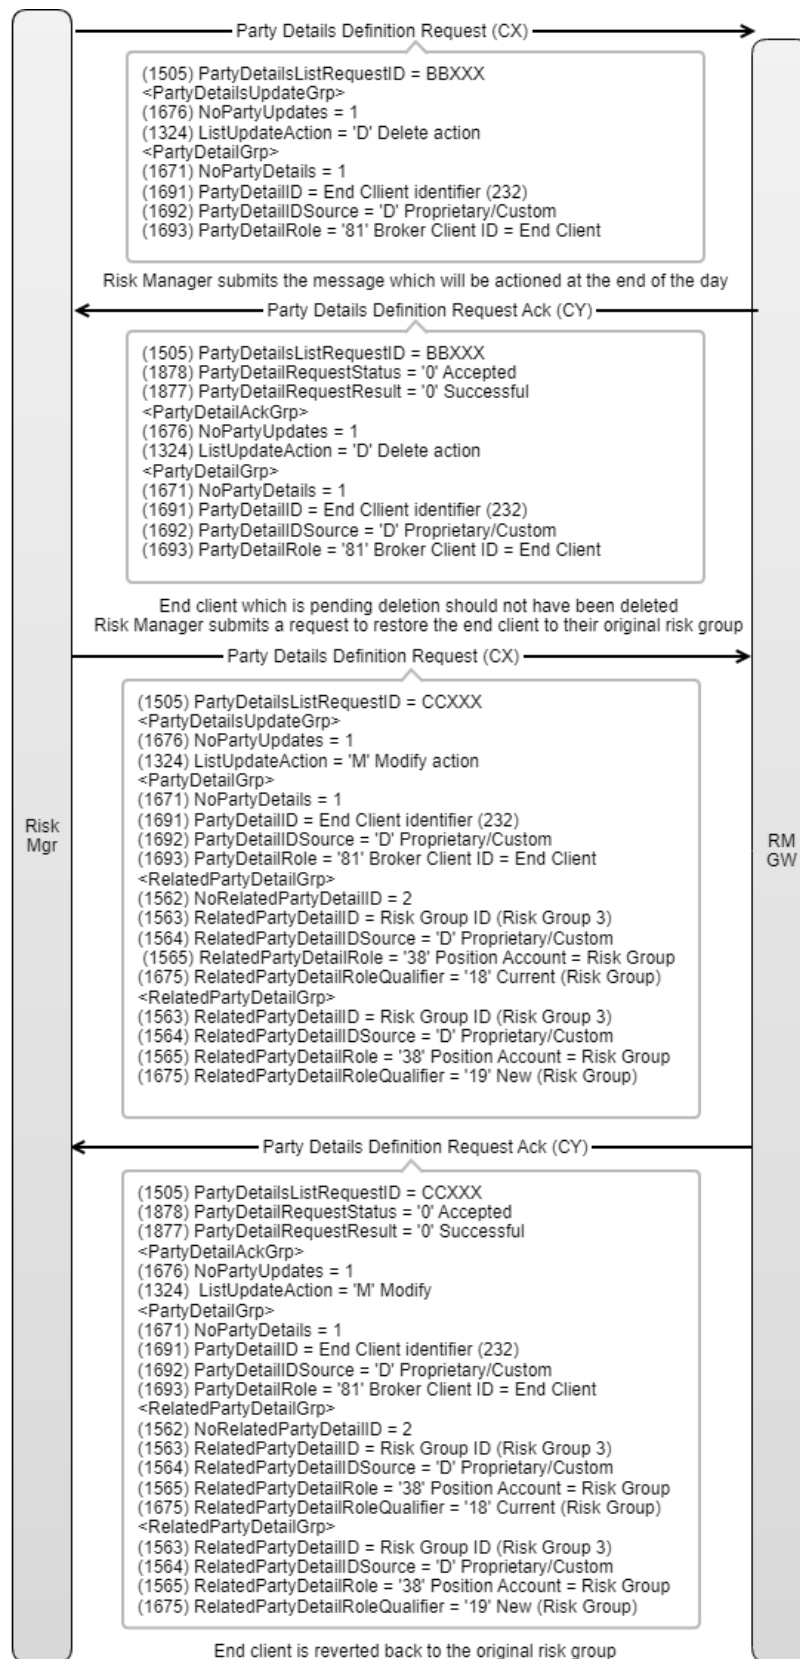 Party Details Definition Request (CX)
(1505) PartyDetailsListRequestID = BBXXX
<PartyDetailsUpdateGrp>
(1676) NoPartyUpdates = 1
(1324) ListUpdateAction = 'D' Delete action
<PartyDetailGrp>
(1671) NoPartyDetails = 1
(1691) PartyDetailID = End Cllient identifier (232)
(1692) PartyDetailIDSource = 'D' Proprietary/Custom
(1693) PartyDetailRole = '81' Broker Client ID = End Client
Risk Manager submits the message which will be actioned at the end of the day
Party Details Definition Request Ack (CY)
(1505) PartyDetailsListRequestID = BBXXX
(1878) PartyDetailRequestStatus = '0' Accepted
(1877) PartyDetailRequestResult = '0' Successful
<PartyDetailAckGrp>
(1676) NoPartyUpdates = 1
(1324) ListUpdateAction = 'D' Delete action
<PartyDetailGrp>
(1671) NoPartyDetails = 1
(1691) PartyDetailID = End Cllient identifier (232)
(1692) PartyDetailIDSource = 'D' Proprietary/Custom
(1693) PartyDetailRole = '81' Broker Client ID = End Client
End client which is pending deletion should not have been deleted
Risk Manager submits a request to restore the end client to their original risk group
Party Details Definition Request (CX)
(1505) PartyDetailsListRequestID = CCXXX
<PartyDetailsUpdateGrp>
(1676) NoPartyUpdates = 1
(1324) ListUpdateAction = 'M' Modify action
<PartyDetailGrp>
(1671) NoPartyDetails = 1
(1691) PartyDetailID = End Client identifier (232)
(1692) PartyDetailIDSource = 'D' Proprietary/Custom
(1693) PartyDetailRole = '81' Broker Client ID = End Client
<RelatedPartyDetailGrp>
(1562) NoRelatedPartyDetailID = 2
(1563) RelatedPartyDetailID = Risk Group ID (Risk Group 3)
(1564) RelatedPartyDetailIDSource = 'D' Proprietary/Custom
(1565) RelatedPartyDetailRole = '38' Position Account = Risk Group
(1675) RelatedPartyDetailRoleQualifier = '18' Current (Risk Group)
<RelatedPartyDetailGrp>
(1563) RelatedPartyDetailID = Risk Group ID (Risk Group 3)
(1564) RelatedPartyDetailIDSource = 'D' Proprietary/Custom
(1565) RelatedPartyDetailRole = '38' Position Account = Risk Group
(1675) RelatedPartyDetailRoleQualifier = '19' New (Risk Group)
Risk
Mgr
RM
GW
Party Details Definition Request Ack (CY)
(1505) PartyDetailsListRequestID = CCXXX
(1878) PartyDetailRequestStatus = '0' Accepted
(1877) PartyDetailRequestResult = '0' Successful
<PartyDetailAckGrp>
(1676) NoPartyUpdates = 1
(1324) ListUpdateAction = 'M' Modify
<PartyDetailGrp>
(1671) NoPartyDetails = 1
(1691) PartyDetailID = End Client identifier (232)
(1692) PartyDetailIDSource = 'D' Proprietary/Custom
(1693) PartyDetailRole = '81' Broker Client ID = End Client
<RelatedPartyDetailGrp>
(1562) NoRelatedPartyDetailID = 2
(1563) RelatedPartyDetailID = Risk Group ID (Risk Group 3)
(1564) RelatedPartyDetailIDSource = 'D' Proprietary/Custom
(1565) RelatedPartyDetailRole = '38' Position Account = Risk Group
(1675) RelatedPartyDetailRoleQualifier = '18' Current (Risk Group)
<RelatedPartyDetailGrp>
(1563) RelatedPartyDetailID = Risk Group ID (Risk Group 3)
(1564) RelatedPartyDetailIDSource = 'D' Proprietary/Custom
(1565) RelatedPartyDetailRole = '38' Position Account = Risk Group
(1675) RelatedPartyDetailRoleQualifier = '19' New (Risk Group)
End client is reverted back to the original risk group